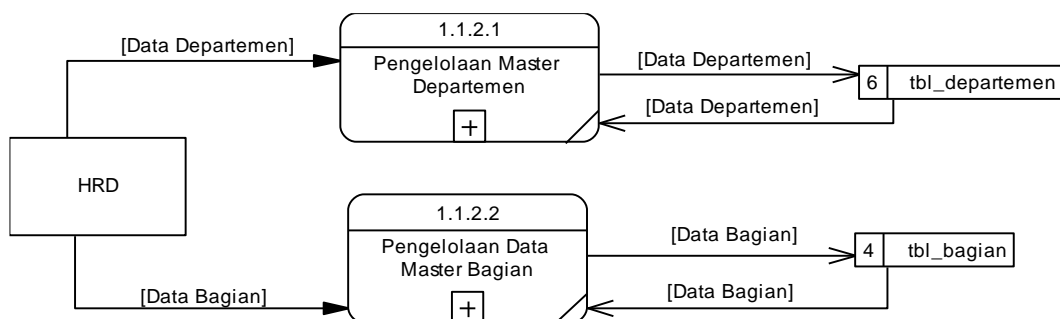 1.1.2.1
[Data Departemen]
Pengelolaan Master
Departemen
+
[Data Departemen]
6 tbl_departemen
[Data Departemen]
HRD
1.1.2.2
Pengelolaan Data
Master Bagian
+
[Data Bagian]
4 tbl_bagian
[Data Bagian]
[Data Bagian]